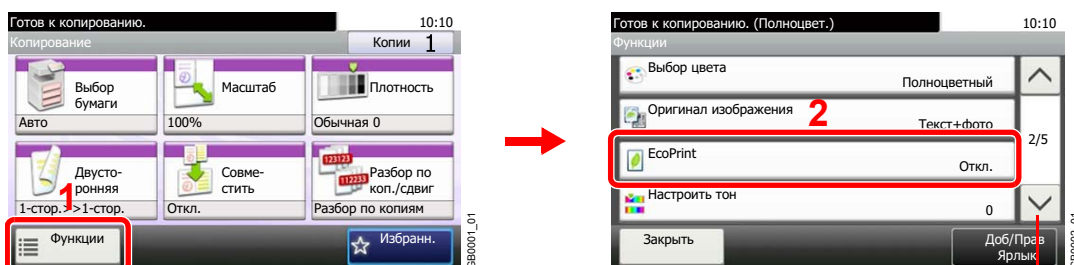 Готов к копированию. 10:10
Копирование Копии 1
Выбор бумаги
Авто
Масштаб
100%
Плотность
Обычная 0
Двусто-
ронняя
1-стор.>>1-стор.
Совме-
стить
Откл.
123123
112233
Разбор по
коп./сдвиг
Разбор по копиям
1
Функции
Избранн.
GB0001_01
Готов к копированию. (Полноцвет.) 10:10
Функции
Выбор цвета
Полноцветный
Оригинал изображения
Текст+фото
2
2/5
EcoPrint
Откл.
Настроить тон
0
Закрыть
Доб/Прав
Ярлык